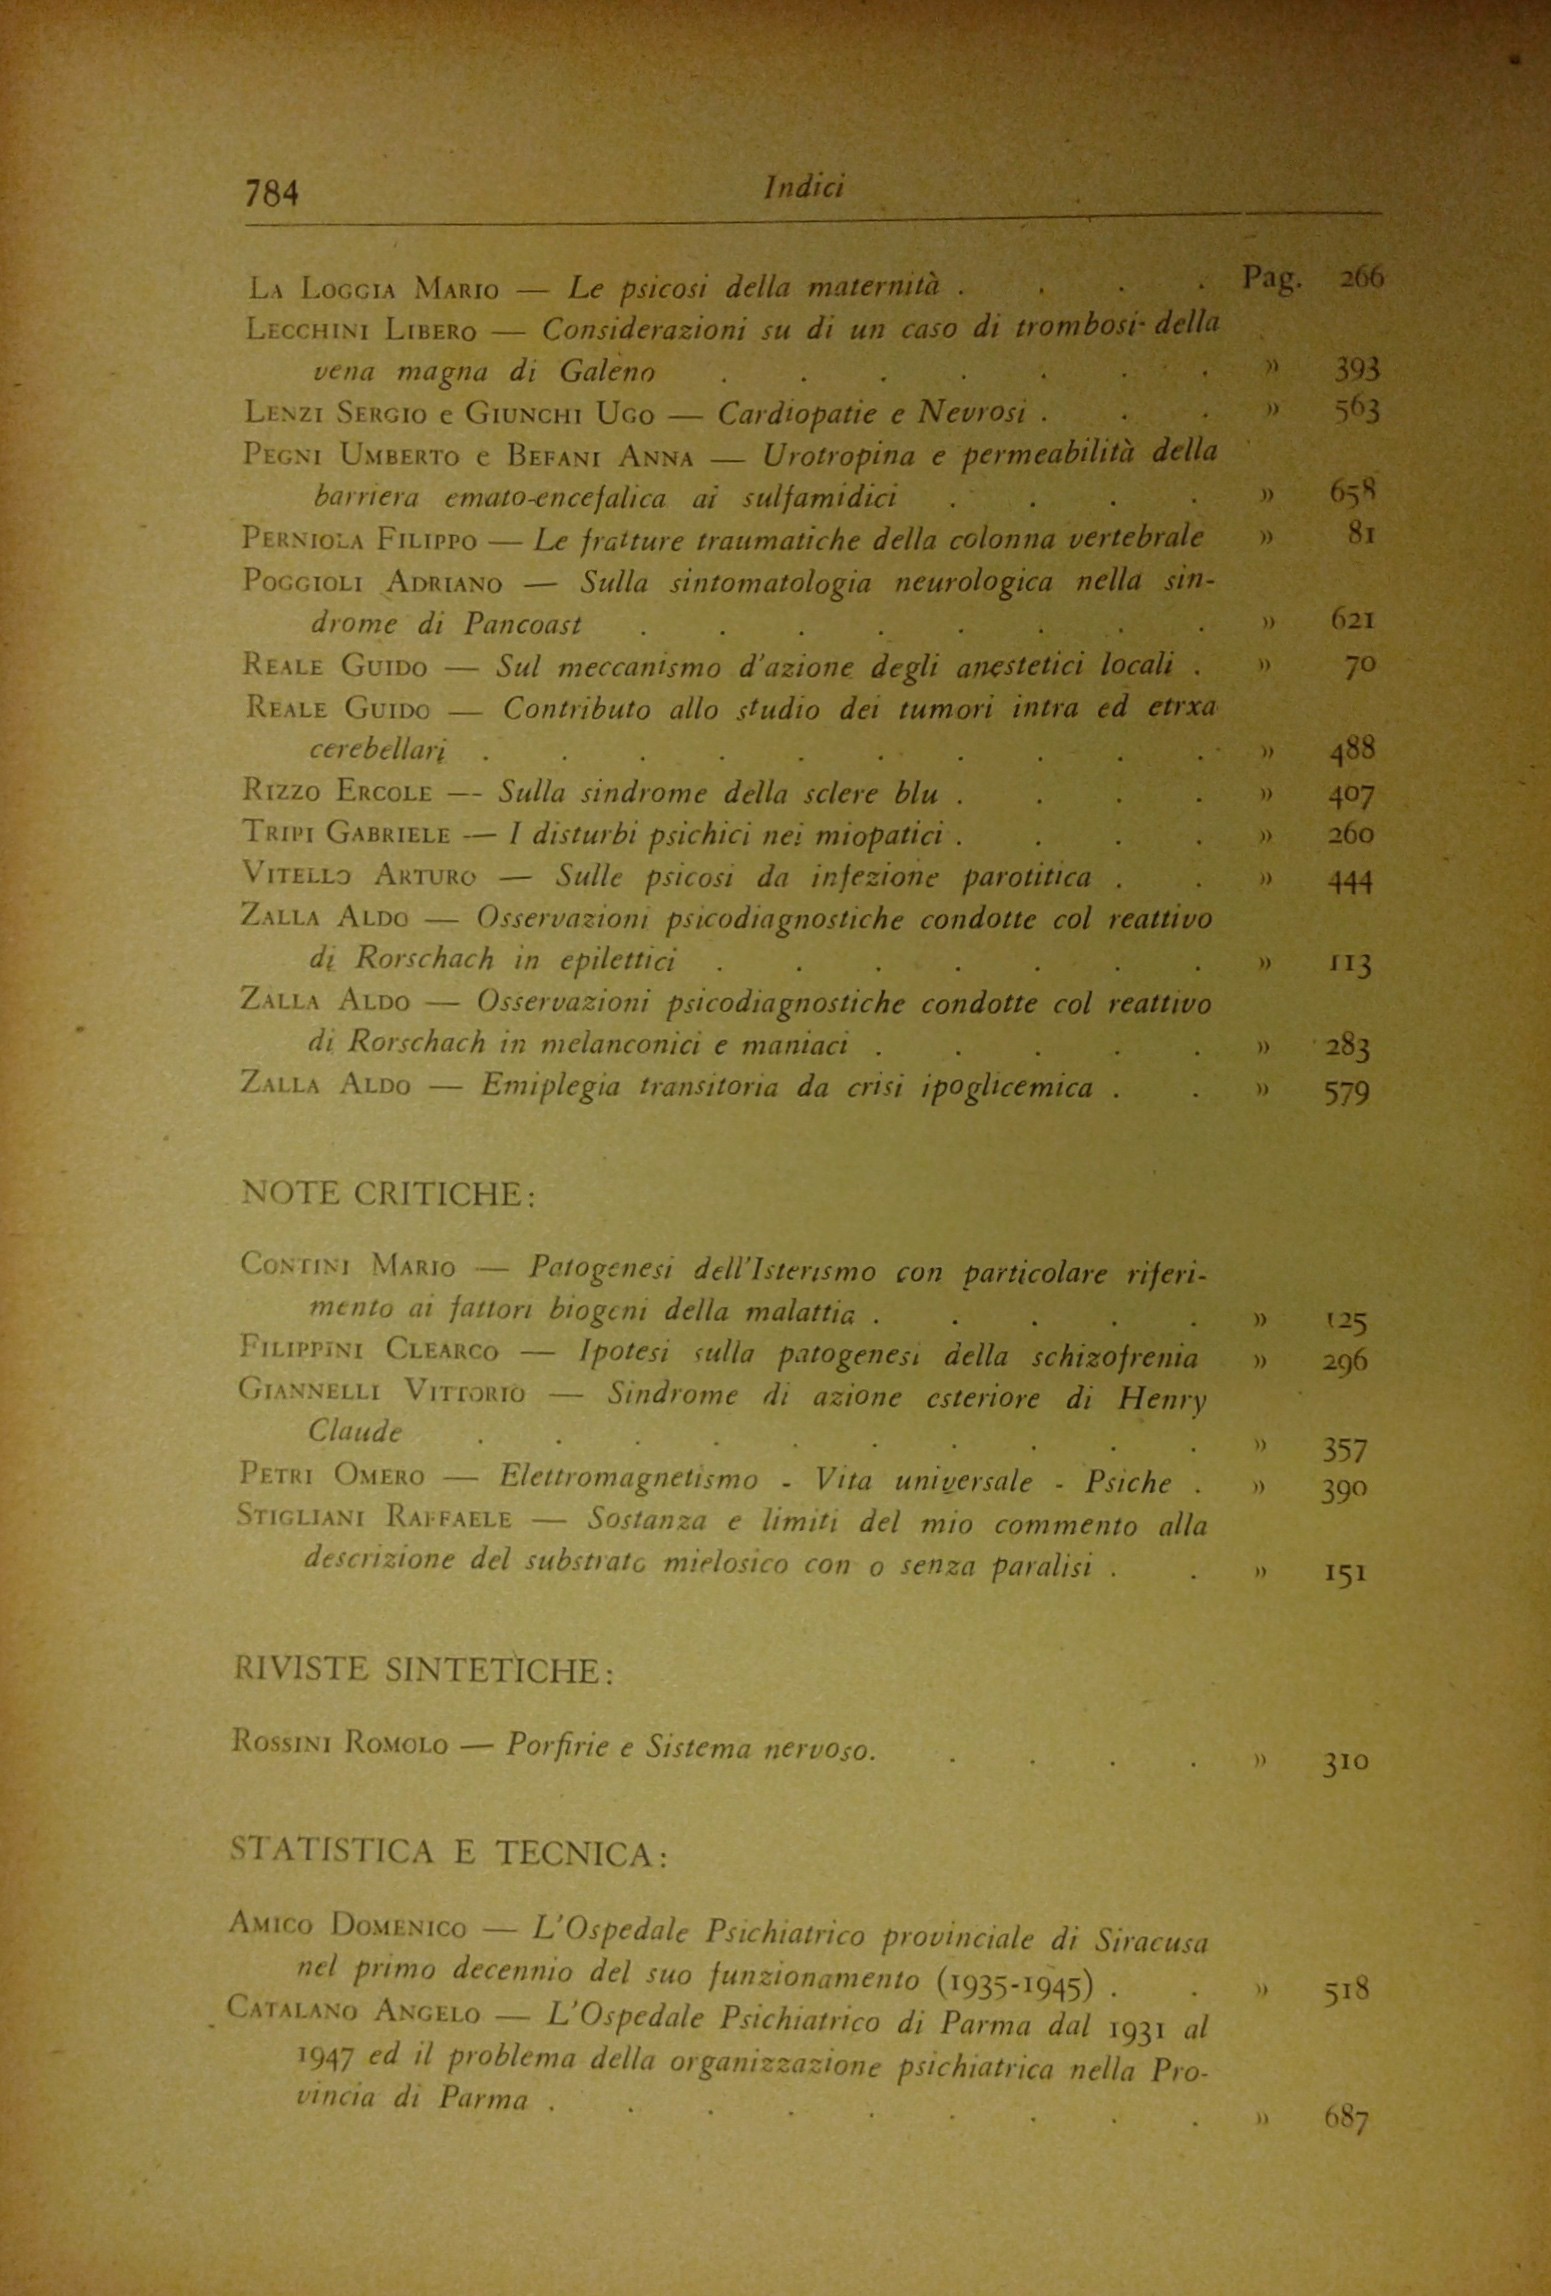 784 Indici
La Loggia Mario — Le psicosi della maternità . . . . Pag. 266
Lecchini Libero — Considerazioni su di un caso di trombosi della
vena magna di Galeno . . . . . . . » 393
Lenzi Sergio e Giunchi Ugo — Cardiopatie e Nevrosi . . . » 563
Pegni Umberto e Befani Anna — Urotropina e permeabilità della
barriera emato-encefalica ai sulfamidici . . . . » 658
Perniola Filippo — Le fratture traumatiche della colonna vertebrale » 81
Poggioli Adriano — Sulla sintomatologia neurologica nella sin-
drome di Pancoast . . . . . . . . » 621
Reale Guido — Sul meccanismo d'azione degli anestetici locali . » 70
Reale Guido — Contributo allo studio dei tumori intra ed etrxa
cerebellari . . . . . . . . . . » 488
Rizzo Ercole — Sulla sindrome della sclere blu . . . . » 407
Tripi Gabriele — I disturbi psichici nei miopatici . . . . » 260
Vitello Arturo — Sulle psicosi da infezione parotitica . . » 444
Zalla Aldo — Osservazioni psicodiagnostiche condotte col reattivo
di Rorschach in epilettici . . . . . . . » 113
Zalla Aldo — Osservazioni psicodiagnostiche condotte col reattivo
di Rorschach in melanconici e maniaci . . . . . » 283
Zalla Aldo — Emiplegia transitoria da crisi ipoglicemica . . » 579
NOTE CRITICHE:
Contini Mario — Patogenesi dell'Isterismo con particolare riferi-
mento ai fattori biogeni della malattia . . . . . » 125
Filippini Clearco — Ipotesi sulla patogenesi della schizofrenia » 296
Giannelli Vittorio — Sindrome di azione esteriore di Henry
Claude . . . . . . . . . . » 357
Petri Omero — Elettromagnetismo - Vita universale - Psiche . » 390
Stigliani Raffaele — Sostanza e limiti del mio commento alla
descrizione del substrato mielosico con o senza paralisi . . » 151
RIVISTE SINTETICHE:
Rossini Romolo — Porfirie e Sistema nervoso. . . . . » 310
STATISTICA E TECNICA:
Amico Domenico — L'Ospedale Psichiatrico provinciale di Siracusa
nel primo decennio del suo funzionamento (1935-1945) . . » 518
Catalano Angelo — L'Ospedale Psichiatrico di Parma dal 1931 al
1947 ed il problema della organizzazione psichiatrica nella Pro-
vincia di Parma . . . . . . . . . » 687